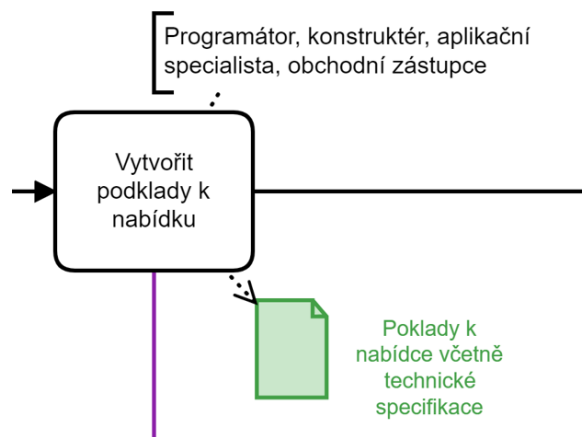 Programátor, konstruktér, aplikační
specialista, obchodní zástupce
Vytvořit
podklady k
nabídku
Poklady k
nabídce včetně
technické
specifikace